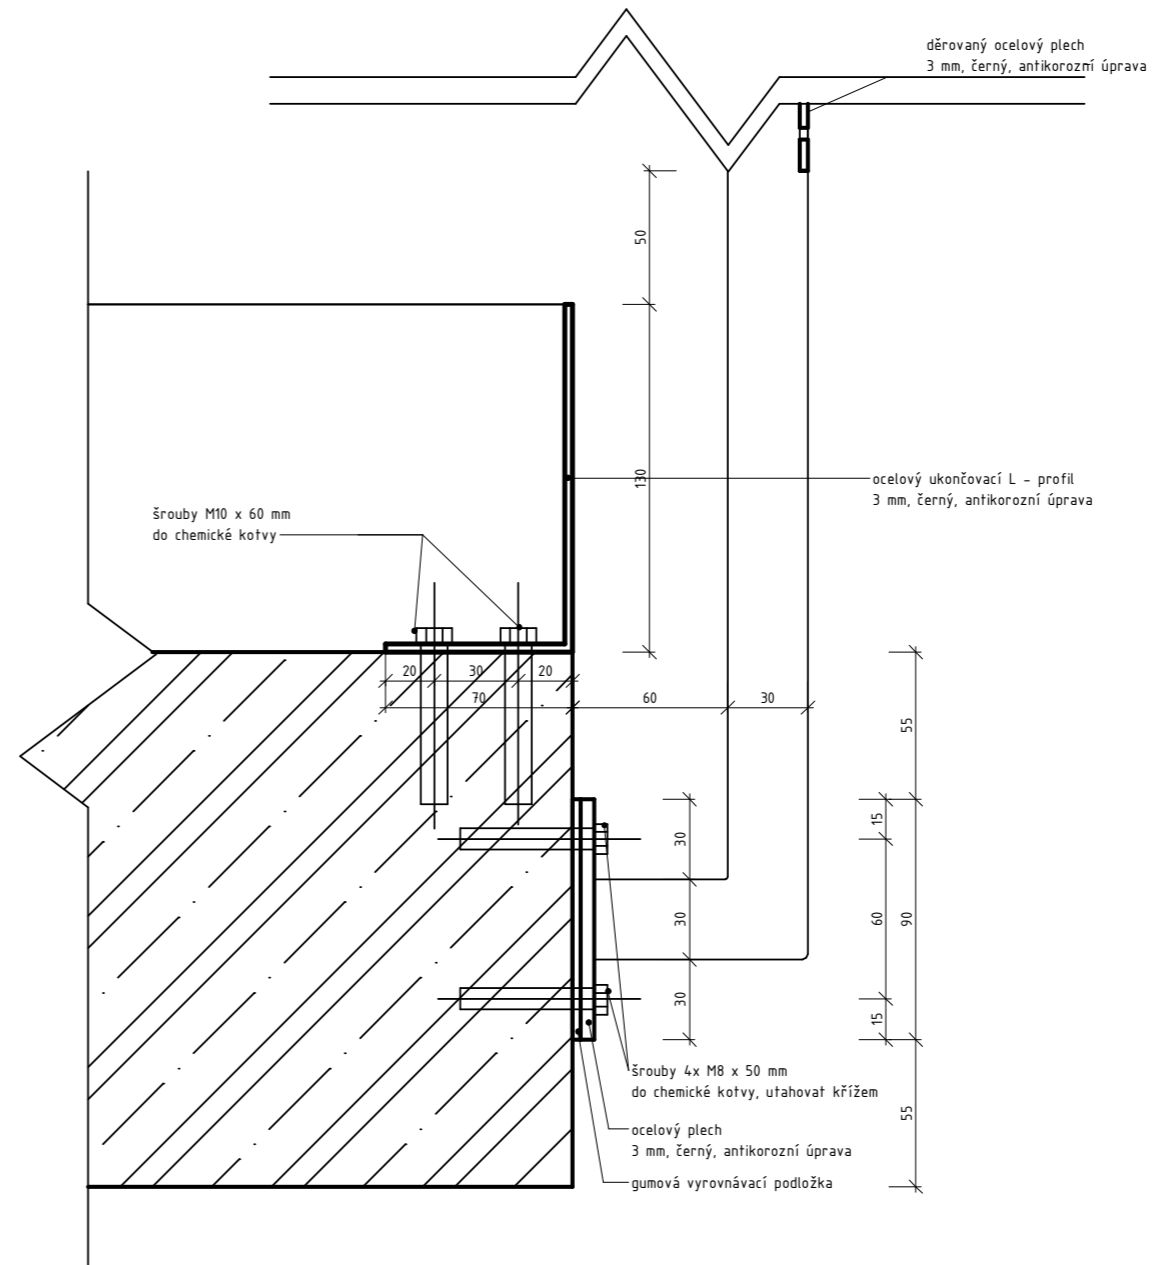 děrovaný ocelový plech
3 mm, černý, antikorozní úprava
50
130
ocelový ukončovací L - profil
3 mm, černý, antikorozní úprava
šrouby M10 x 60 mm
do chemické kotvy
20 30 20
70 60 30
55
30
30
30
15
60
15
90
55
šrouby 4x M8 x 50 mm
do chemické kotvy, utahovat křížem
ocelový plech
3 mm, černý, antikorozní úprava
gumová vyrovnávací podložka